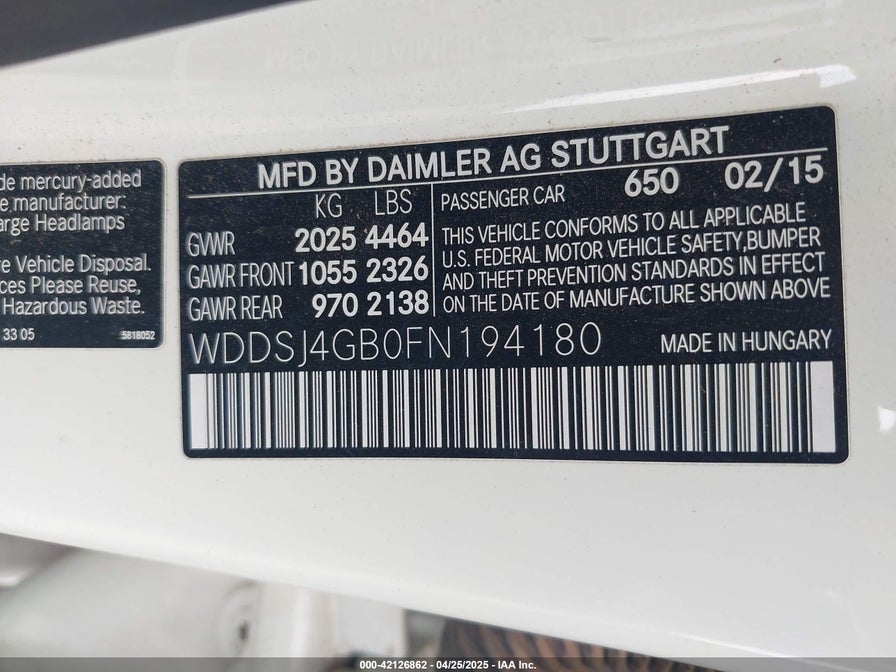 MFD BY DAIMLER AG STUTTGART
KG LBS
GVWR 2025 4464
GAWR FRONT 1055 2326
GAWR REAR 970 2138
PASSENGER CAR 650 02/15
THIS VEHICLE CONFORMS TO ALL APPLICABLE
U.S. FEDERAL MOTOR VEHICLE SAFETY,BUMPER
AND THEFT PREVENTION STANDARDS IN EFFECT
ON THE DATE OF MANUFACTURE SHOWN ABOVE
WDDSJ4GB0FN194180 MADE IN HUNGARY
de mercury-added
e manufacturer:
arge Headlamps
re Vehicle Disposal.
ces Please Reuse,
Hazardous Waste.
33 05 5818052
000-42126862 - 04/25/2025 - IAA Inc.